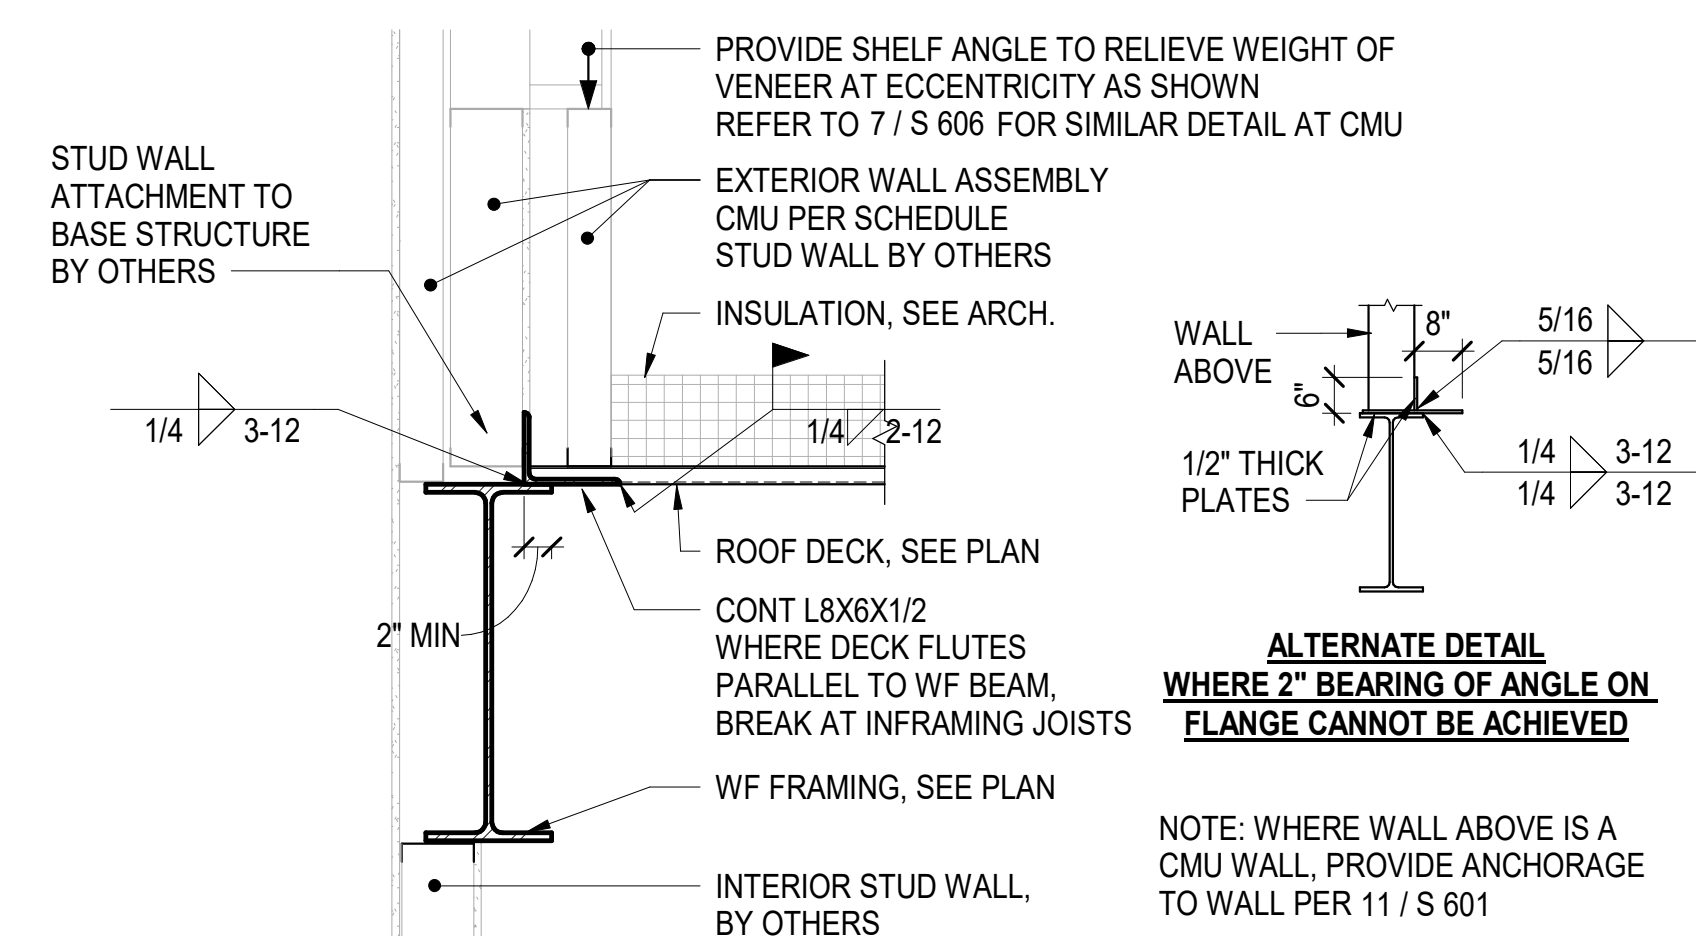 PROVIDE SHELF ANGLE TO RELIEVE WEIGHT OF
VENEER AT ECCENTRICITY AS SHOWN
REFER TO 7 / S 606 FOR SIMILAR DETAIL AT CMU
STUD WALL
ATTACHMENT TO
BASE STRUCTURE
BY OTHERS
EXTERIOR WALL ASSEMBLY
CMU PER SCHEDULE
STUD WALL BY OTHERS
INSULATION, SEE ARCH.
1/4 3-12
1/4 2-12
ROOF DECK, SEE PLAN
2" MIN
CONT L8X6X1/2
WHERE DECK FLUTES
PARALLEL TO WF BEAM,
BREAK AT INFRAMING JOISTS
WF FRAMING, SEE PLAN
INTERIOR STUD WALL,
BY OTHERS
WALL
ABOVE
8"
6"
5/16
5/16
1/2" THICK
PLATES
1/4 3-12
1/4 3-12
ALTERNATE DETAIL
WHERE 2" BEARING OF ANGLE ON
FLANGE CANNOT BE ACHIEVED
NOTE: WHERE WALL ABOVE IS A
CMU WALL, PROVIDE ANCHORAGE
TO WALL PER 11 / S 601